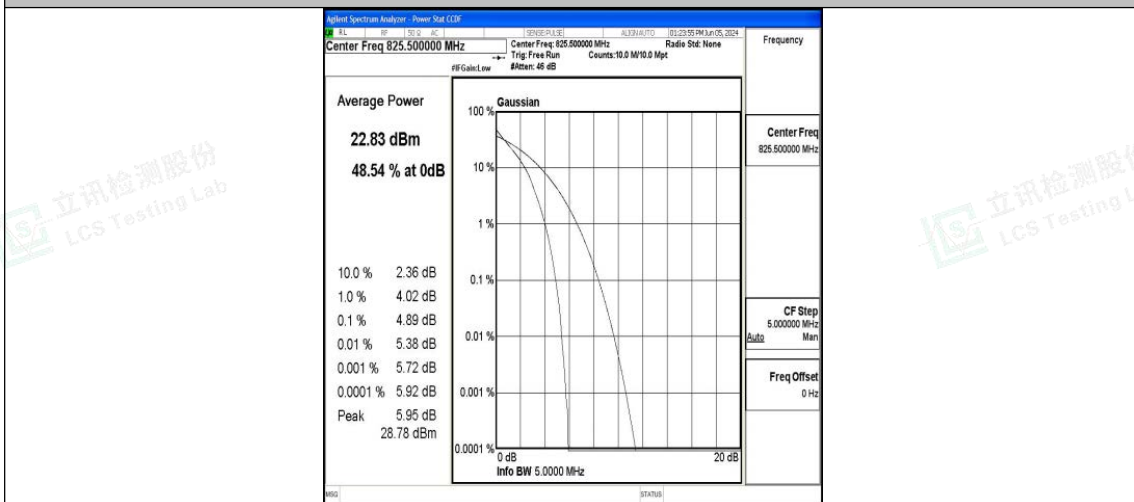 Agilent Spectrum Analyzer - Power Stat CCDF
RL RF 50 Ω AC SENSE:PULSE ALIGNAUTO 01:23:55 PM Jun 05, 2024
Center Freq 825.500000 MHz
Center Freq: 825.500000 MHz Radio Std: None
Trig: Free Run Counts:10.0 M/10.0 Mpt
#IFGain:Low #Atten: 46 dB
Frequency
Average Power
22.83 dBm
48.54 % at 0dB
10.0 % 2.36 dB
1.0 % 4.02 dB
0.1 % 4.89 dB
0.01 % 5.38 dB
0.001 % 5.72 dB
0.0001 % 5.92 dB
Peak 5.95 dB
28.78 dBm
Gaussian
100 %
10 %
1 %
0.1 %
0.01 %
0.001 %
0.0001 %
0 dB 20 dB
Info BW 5.0000 MHz
Center Freq
825.500000 MHz
CF Step
5.000000 MHz
Auto Man
Freq Offset
0 Hz
MSG STATUS
立讯检测股份
LCS Testing Lab
立讯检测股份
LCS Testing L